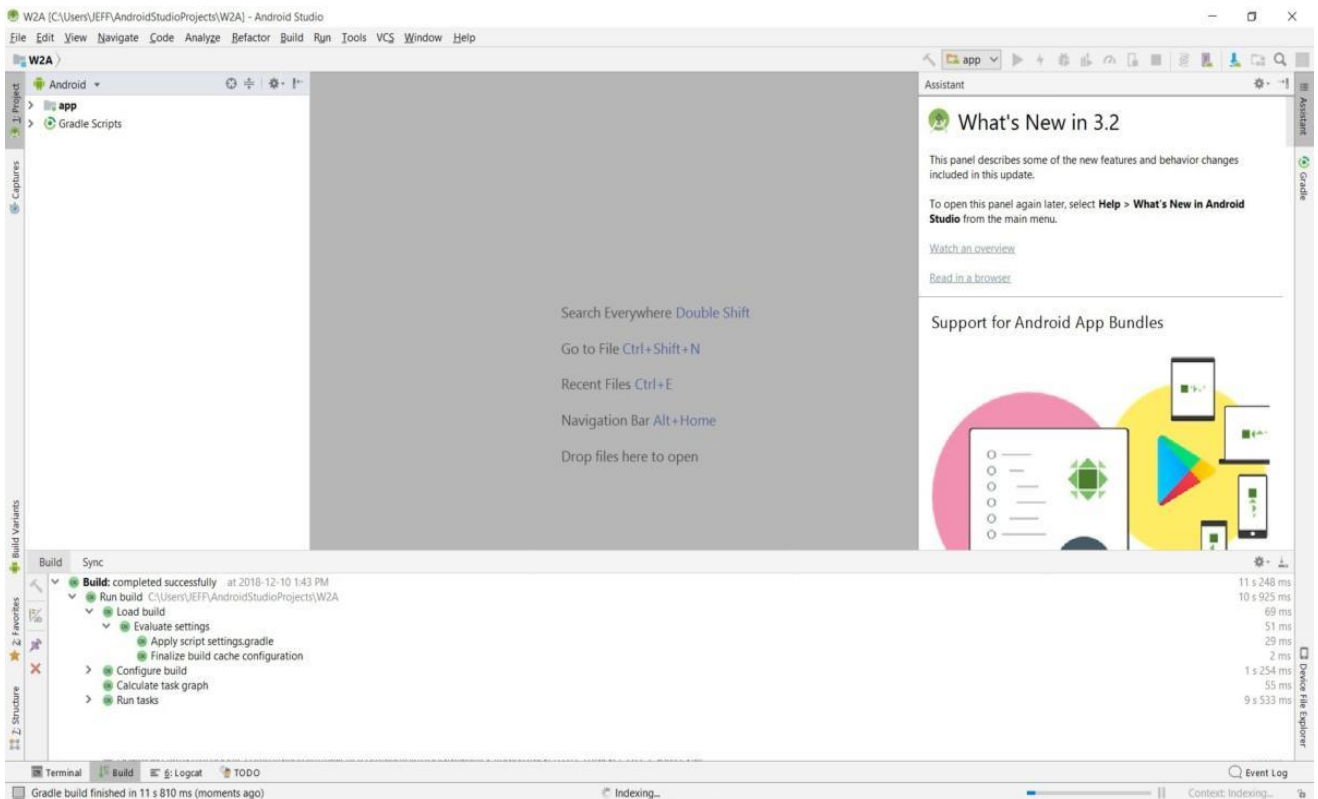 W2A [C:\Users\JEFF\AndroidStudioProjects\W2A] - Android Studio
File Edit View Navigate Code Analyze Refactor Build Run Tools VCS Window Help
W2A
app
Android
1: Project
Captures
Build Variants
2: Favorites
Z: Structure
app
Gradle Scripts
Search Everywhere Double Shift
Go to File Ctrl+Shift+N
Recent Files Ctrl+E
Navigation Bar Alt+Home
Drop files here to open
Assistant
What's New in 3.2
This panel describes some of the new features and behavior changes
included in this update.
To open this panel again later, select Help > What's New in Android
Studio from the main menu.
Watch an overview
Read in a browser
Support for Android App Bundles
Assistant
Gradle
Device File Explorer
Build Sync
Build: completed successfully at 2018-12-10 1:43 PM 11 s 248 ms
Run build C:\Users\JEFF\AndroidStudioProjects\W2A 10 s 925 ms
Load build 69 ms
Evaluate settings 51 ms
Apply script settings.gradle 29 ms
Finalize build cache configuration 2 ms
Configure build 1 s 254 ms
Calculate task graph 55 ms
Run tasks 9 s 533 ms
Terminal Build 6: Logcat TODO Event Log
Gradle build finished in 11 s 810 ms (moments ago) Indexing... Context: Indexing...